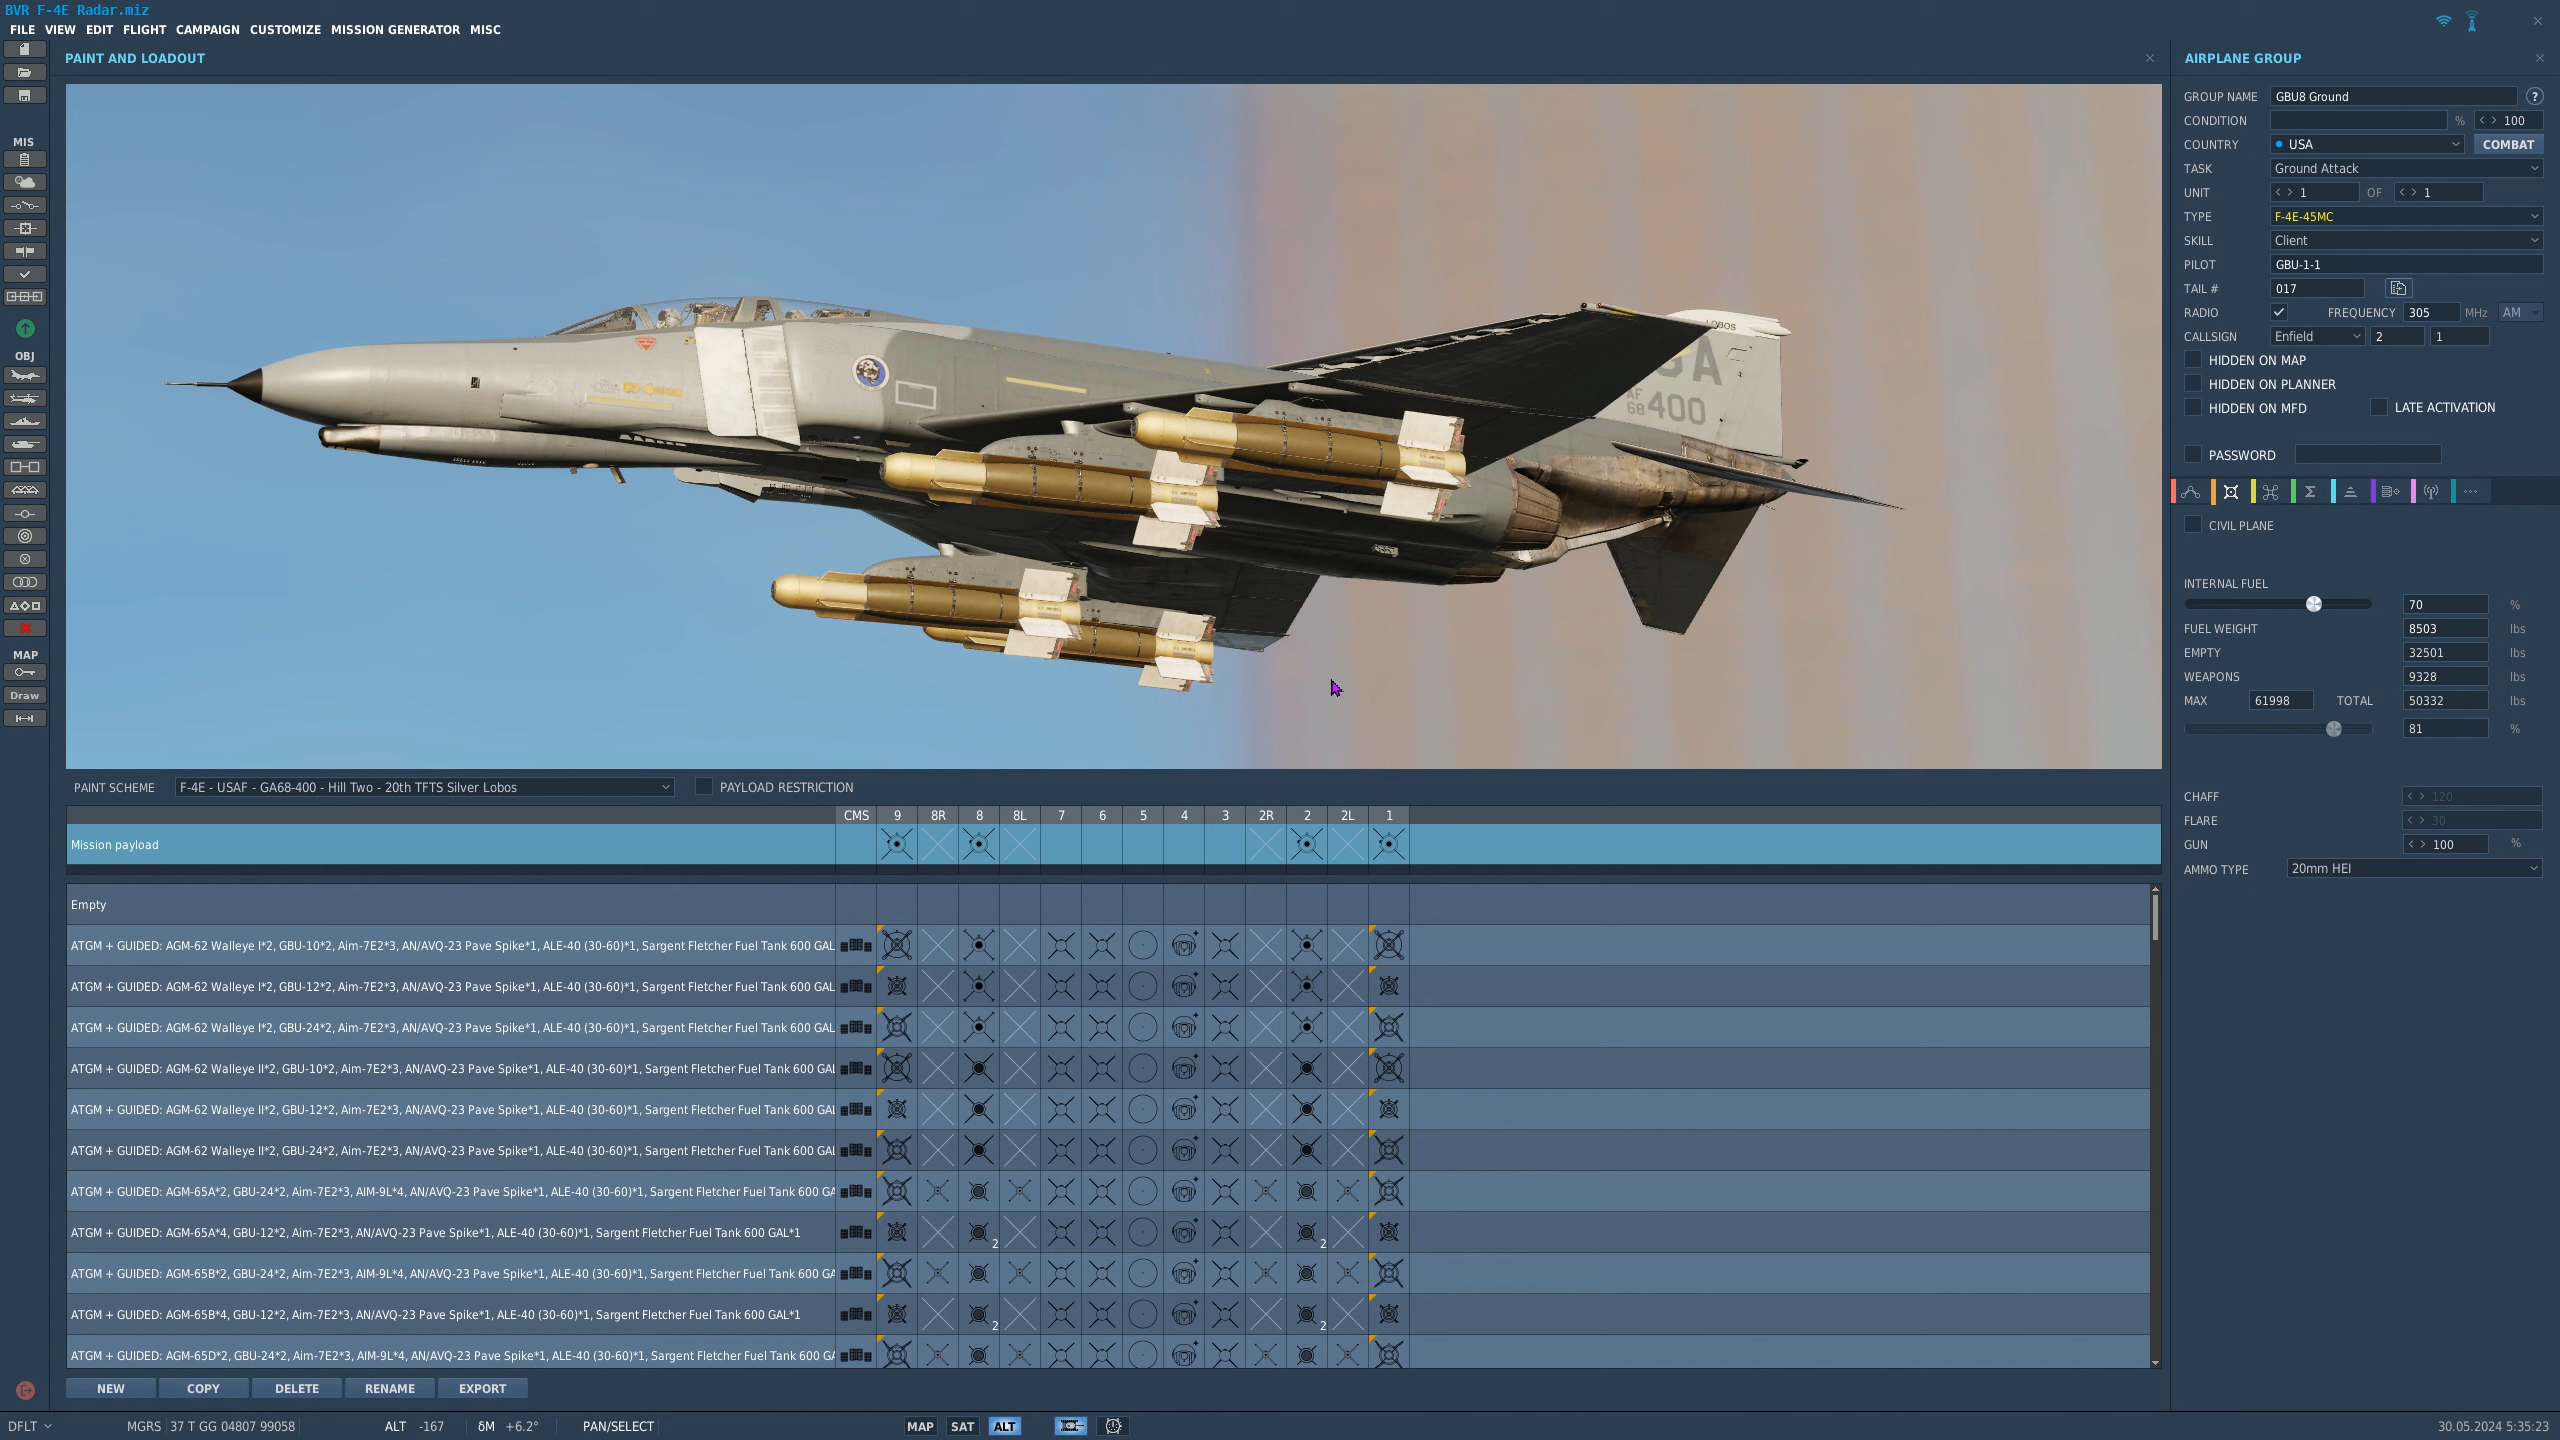 BVR F-4E Radar.miz
FILE VIEW EDIT FLIGHT CAMPAIGN CUSTOMIZE MISSION GENERATOR MISC
PAINT AND LOADOUT
AIRPLANE GROUP
GROUP NAME GBU8 Ground ?
CONDITION % < > 100
COUNTRY USA COMBAT
TASK Ground Attack
UNIT < > 1 OF < > 1
TYPE F-4E-45MC
SKILL Client
PILOT GBU-1-1
TAIL # 017
RADIO FREQUENCY 305 MHz AM
CALLSIGN Enfield 2 1
HIDDEN ON MAP
HIDDEN ON PLANNER
HIDDEN ON MFD LATE ACTIVATION
PASSWORD
CIVIL PLANE
INTERNAL FUEL
70 %
FUEL WEIGHT 8503 lbs
EMPTY 32501 lbs
WEAPONS 9328 lbs
MAX 61998 TOTAL 50332 lbs
81 %
CHAFF < > 120
FLARE < > 30
GUN < > 100 %
AMMO TYPE 20mm HEI
MIS
OBJ
MAP
Draw
LOBOS
AF
68 400
PAINT SCHEME F-4E - USAF - GA68-400 - Hill Two - 20th TFTS Silver Lobos PAYLOAD RESTRICTION
CMS 9 8R 8 8L 7 6 5 4 3 2R 2 2L 1
Mission payload
Empty
ATGM + GUIDED: AGM-62 Walleye I*2, GBU-10*2, Aim-7E2*3, AN/AVQ-23 Pave Spike*1, ALE-40 (30-60)*1, Sargent Fletcher Fuel Tank 600 GAL
ATGM + GUIDED: AGM-62 Walleye I*2, GBU-12*2, Aim-7E2*3, AN/AVQ-23 Pave Spike*1, ALE-40 (30-60)*1, Sargent Fletcher Fuel Tank 600 GAL
ATGM + GUIDED: AGM-62 Walleye I*2, GBU-24*2, Aim-7E2*3, AN/AVQ-23 Pave Spike*1, ALE-40 (30-60)*1, Sargent Fletcher Fuel Tank 600 GAL
ATGM + GUIDED: AGM-62 Walleye II*2, GBU-10*2, Aim-7E2*3, AN/AVQ-23 Pave Spike*1, ALE-40 (30-60)*1, Sargent Fletcher Fuel Tank 600 GAL
ATGM + GUIDED: AGM-62 Walleye II*2, GBU-12*2, Aim-7E2*3, AN/AVQ-23 Pave Spike*1, ALE-40 (30-60)*1, Sargent Fletcher Fuel Tank 600 GAL
ATGM + GUIDED: AGM-62 Walleye II*2, GBU-24*2, Aim-7E2*3, AN/AVQ-23 Pave Spike*1, ALE-40 (30-60)*1, Sargent Fletcher Fuel Tank 600 GAL
ATGM + GUIDED: AGM-65A*2, GBU-24*2, Aim-7E2*3, AIM-9L*4, AN/AVQ-23 Pave Spike*1, ALE-40 (30-60)*1, Sargent Fletcher Fuel Tank 600 GA
ATGM + GUIDED: AGM-65A*4, GBU-12*2, Aim-7E2*3, AN/AVQ-23 Pave Spike*1, ALE-40 (30-60)*1, Sargent Fletcher Fuel Tank 600 GAL*1 2 2
ATGM + GUIDED: AGM-65B*2, GBU-24*2, Aim-7E2*3, AIM-9L*4, AN/AVQ-23 Pave Spike*1, ALE-40 (30-60)*1, Sargent Fletcher Fuel Tank 600 GA
ATGM + GUIDED: AGM-65B*4, GBU-12*2, Aim-7E2*3, AN/AVQ-23 Pave Spike*1, ALE-40 (30-60)*1, Sargent Fletcher Fuel Tank 600 GAL*1 2 2
ATGM + GUIDED: AGM-65D*2, GBU-24*2, Aim-7E2*3, AIM-9L*4, AN/AVQ-23 Pave Spike*1, ALE-40 (30-60)*1, Sargent Fletcher Fuel Tank 600 GA
NEW COPY DELETE RENAME EXPORT
DFLT MGRS 37 T GG 04807 99058 ALT -167 δM +6.2° PAN/SELECT MAP SAT ALT 30.05.2024 5:35:23